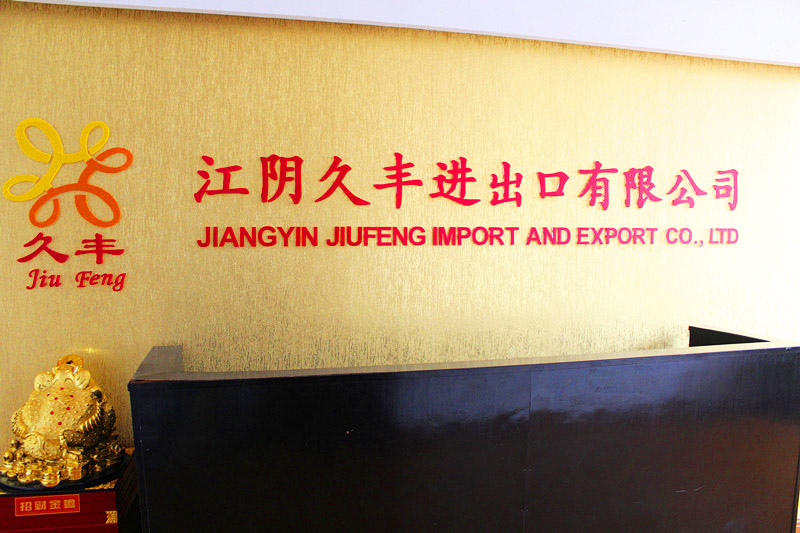 江阴久丰进出口有限公司
JIANGYIN JIUFENG IMPORT AND EXPORT CO., LTD
久丰
Jiu Feng
招财金蟾